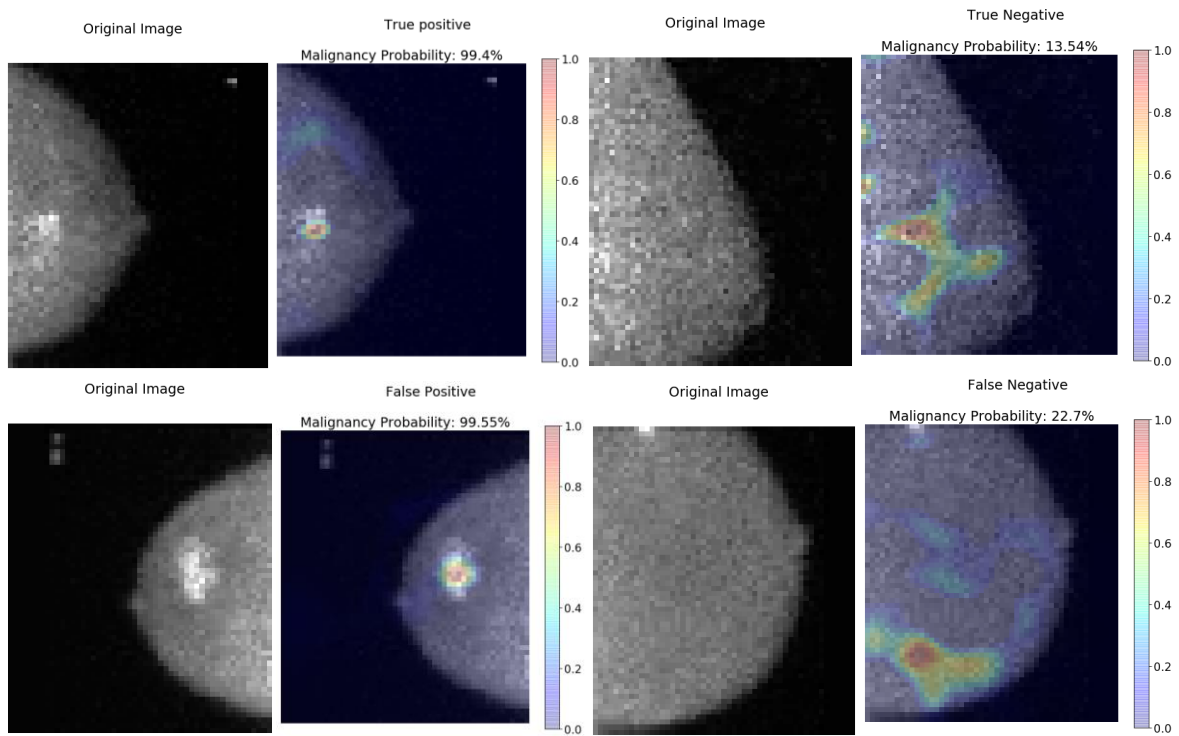 Original Image
True positive
Malignancy Probability: 99.4%
1.0
0.8
0.6
0.4
0.2
0.0
Original Image
True Negative
Malignancy Probability: 13.54%
1.0
0.8
0.6
0.4
0.2
0.0
Original Image
False Positive
Malignancy Probability: 99.55%
1.0
0.8
0.6
0.4
0.2
0.0
Original Image
False Negative
Malignancy Probability: 22.7%
1.0
0.8
0.6
0.4
0.2
0.0